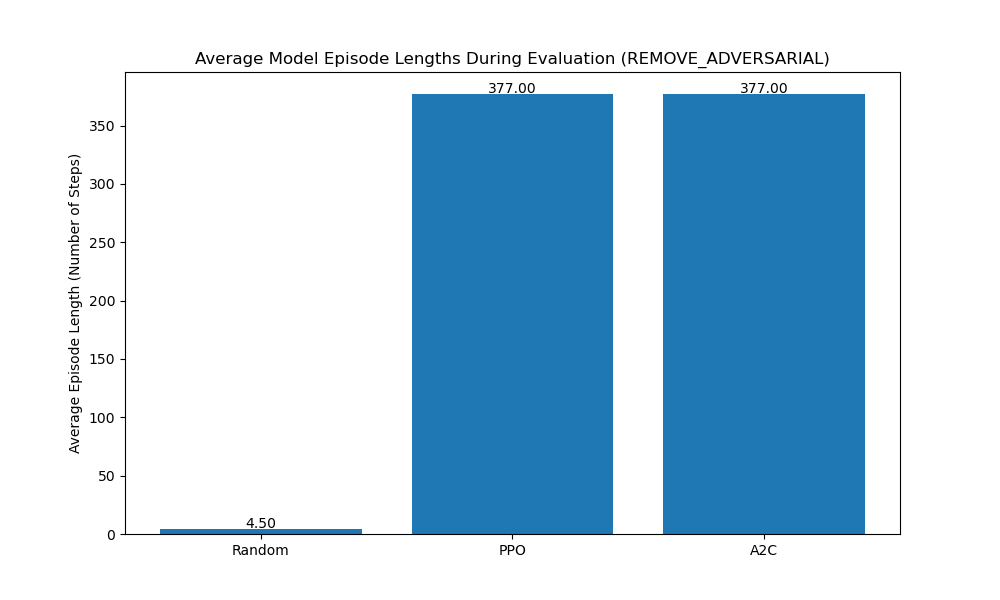 Average Model Episode Lengths During Evaluation (REMOVE_ADVERSARIAL)
377.00
377.00
4.50
350
300
250
200
150
100
50
0
Average Episode Length (Number of Steps)
Random
PPO
A2C